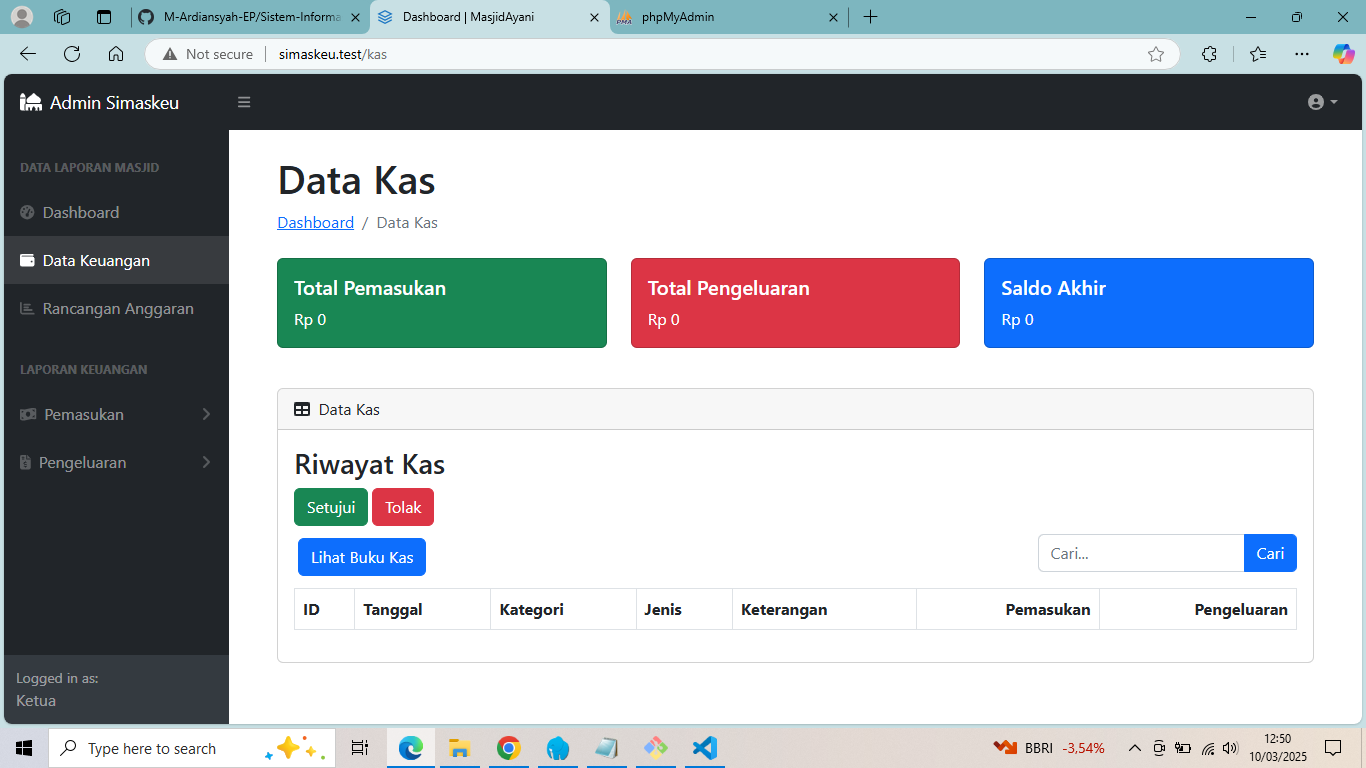 M-Ardiansyah-EP/Sistem-Informa
Dashboard | MasjidAyani
phpMyAdmin
Not secure
simaskeu.test/kas
Admin Simaskeu
DATA LAPORAN MASJID
Dashboard
Data Keuangan
Rancangan Anggaran
LAPORAN KEUANGAN
Pemasukan
Pengeluaran
Logged in as:
Ketua
Data Kas
Dashboard / Data Kas
Total Pemasukan
Rp 0
Total Pengeluaran
Rp 0
Saldo Akhir
Rp 0
Data Kas
Riwayat Kas
Setujui Tolak
Lihat Buku Kas
Cari... Cari
ID Tanggal Kategori Jenis Keterangan Pemasukan Pengeluaran
Type here to search
BBRI -3,54%
12:50
10/03/2025